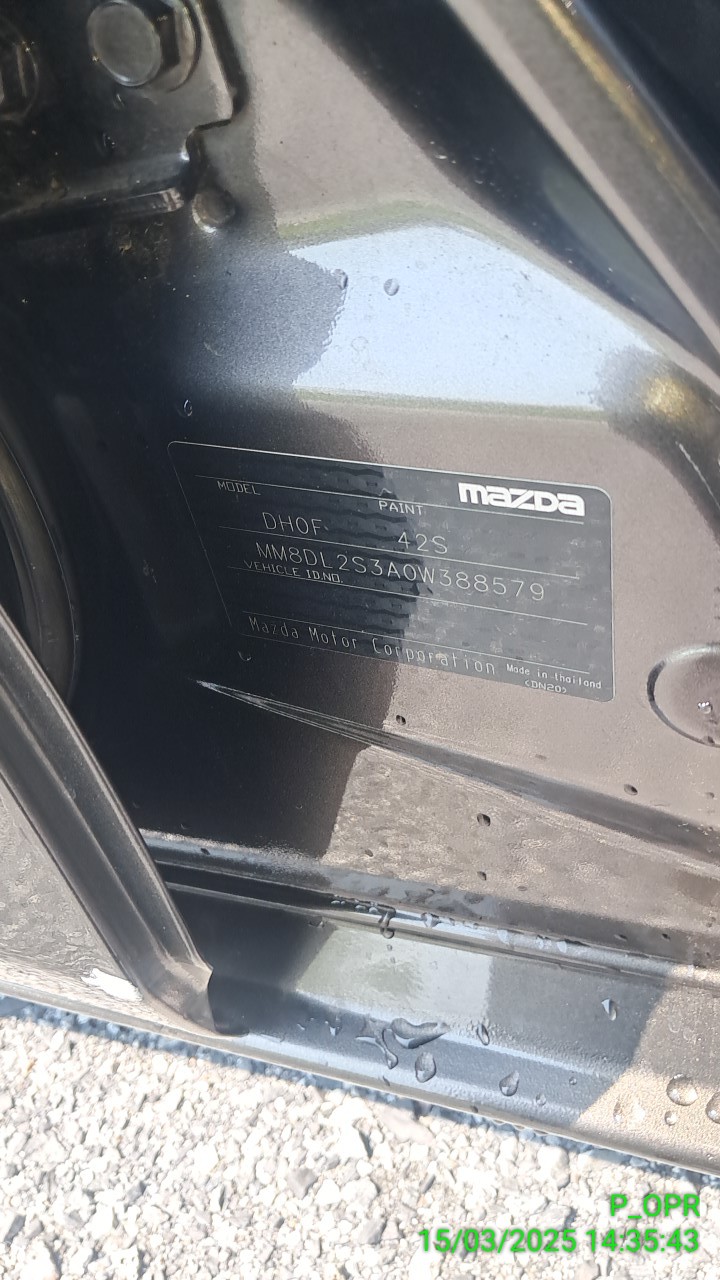 mazda
MODEL PAINT
DH0F 42S
MM8DL2S3A0W388579
VEHICLE ID.NO.
Mazda Motor Corporation Made in thailand
<DN20>
P_OPR
15/03/2025 14:35:43